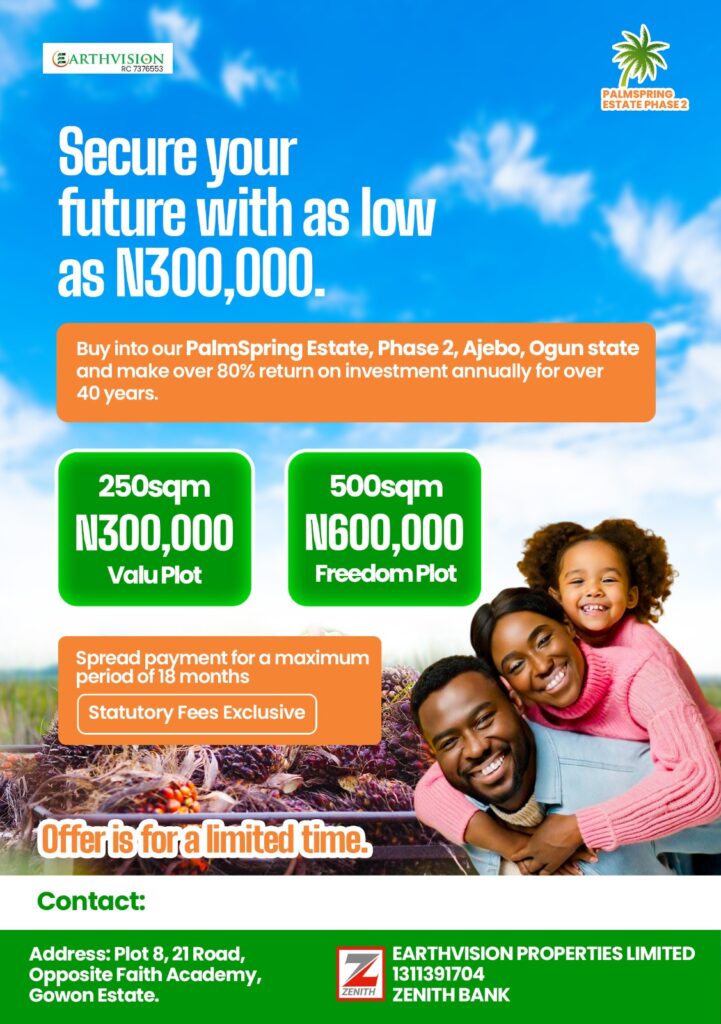 EARTHVISION
RC 7376553
PALMSPRING
ESTATE PHASE 2
Secure your
future with as low
as N300,000.
Buy into our PalmSpring Estate, Phase 2, Ajebo, Ogun state
and make over 80% return on investment annually for over
40 years.
250sqm
N300,000
Valu Plot
500sqm
N600,000
Freedom Plot
Spread payment for a maximum
period of 18 months
Statutory Fees Exclusive
Offer is for a limited time.
Contact:
Address: Plot 8, 21 Road,
Opposite Faith Academy,
Gowon Estate.
ZENITH
EARTHVISION PROPERTIES LIMITED
1311391704
ZENITH BANK